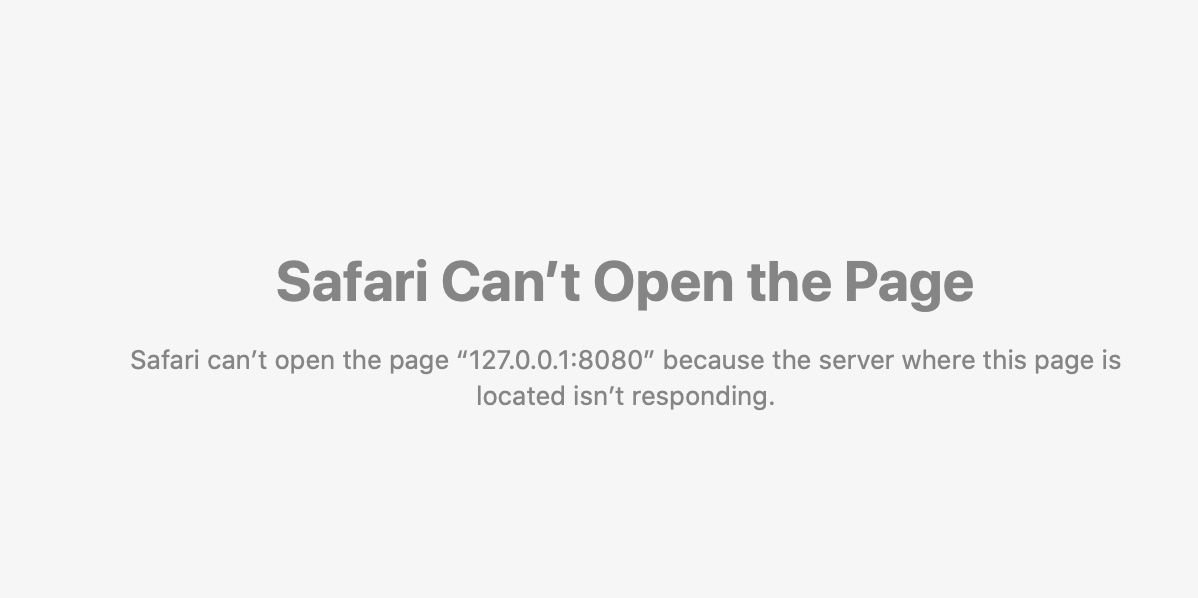 Safari Can’t Open the Page
Safari can’t open the page “127.0.0.1:8080” because the server where this page is
located isn’t responding.